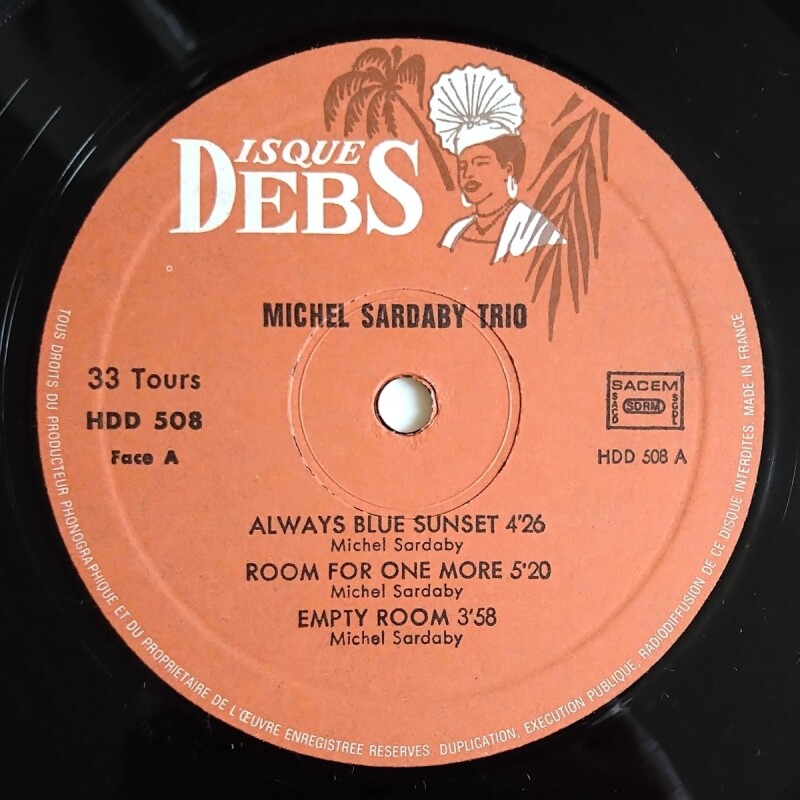 DISQUE
DEBS
MICHEL SARDABY TRIO
33 Tours
HDD 508
Face A
SACEM
SACD
SDRM
SGDL
HDD 508 A
ALWAYS BLUE SUNSET 4'26
Michel Sardaby
ROOM FOR ONE MORE 5'20
Michel Sardaby
EMPTY ROOM 3'58
Michel Sardaby
TOUS DROITS DU PRODUCTEUR PHONOGRAPHIQUE ET DU PROPRIETAIRE DE L'ŒUVRE ENREGISTREE RESERVES. DUPLICATION, EXECUTION PUBLIQUE, RADIODIFFUSION DE CE DISQUE INTERDITES. MADE IN FRANCE